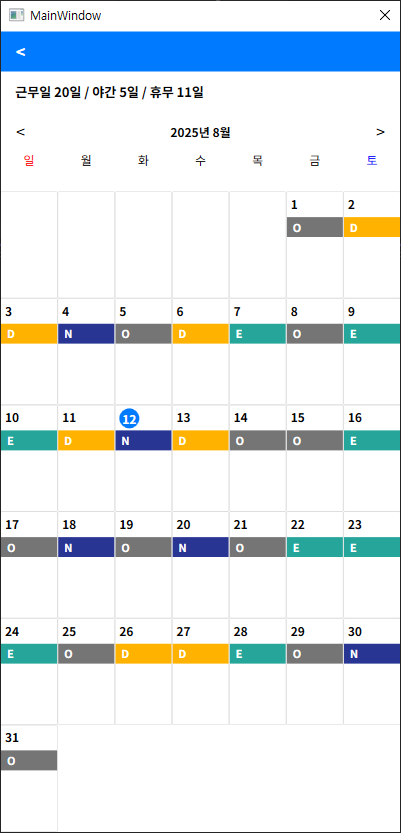 MainWindow
<
근무일 20일 / 야간 5일 / 휴무 11일
< 2025년 8월 >
일 월 화 수 목 금 토
1 2
O D
3 4 5 6 7 8 9
D N O D E O E
10 11 12 13 14 15 16
E D N D O O E
17 18 19 20 21 22 23
O N O N O E E
24 25 26 27 28 29 30
E O D D E O N
31
O